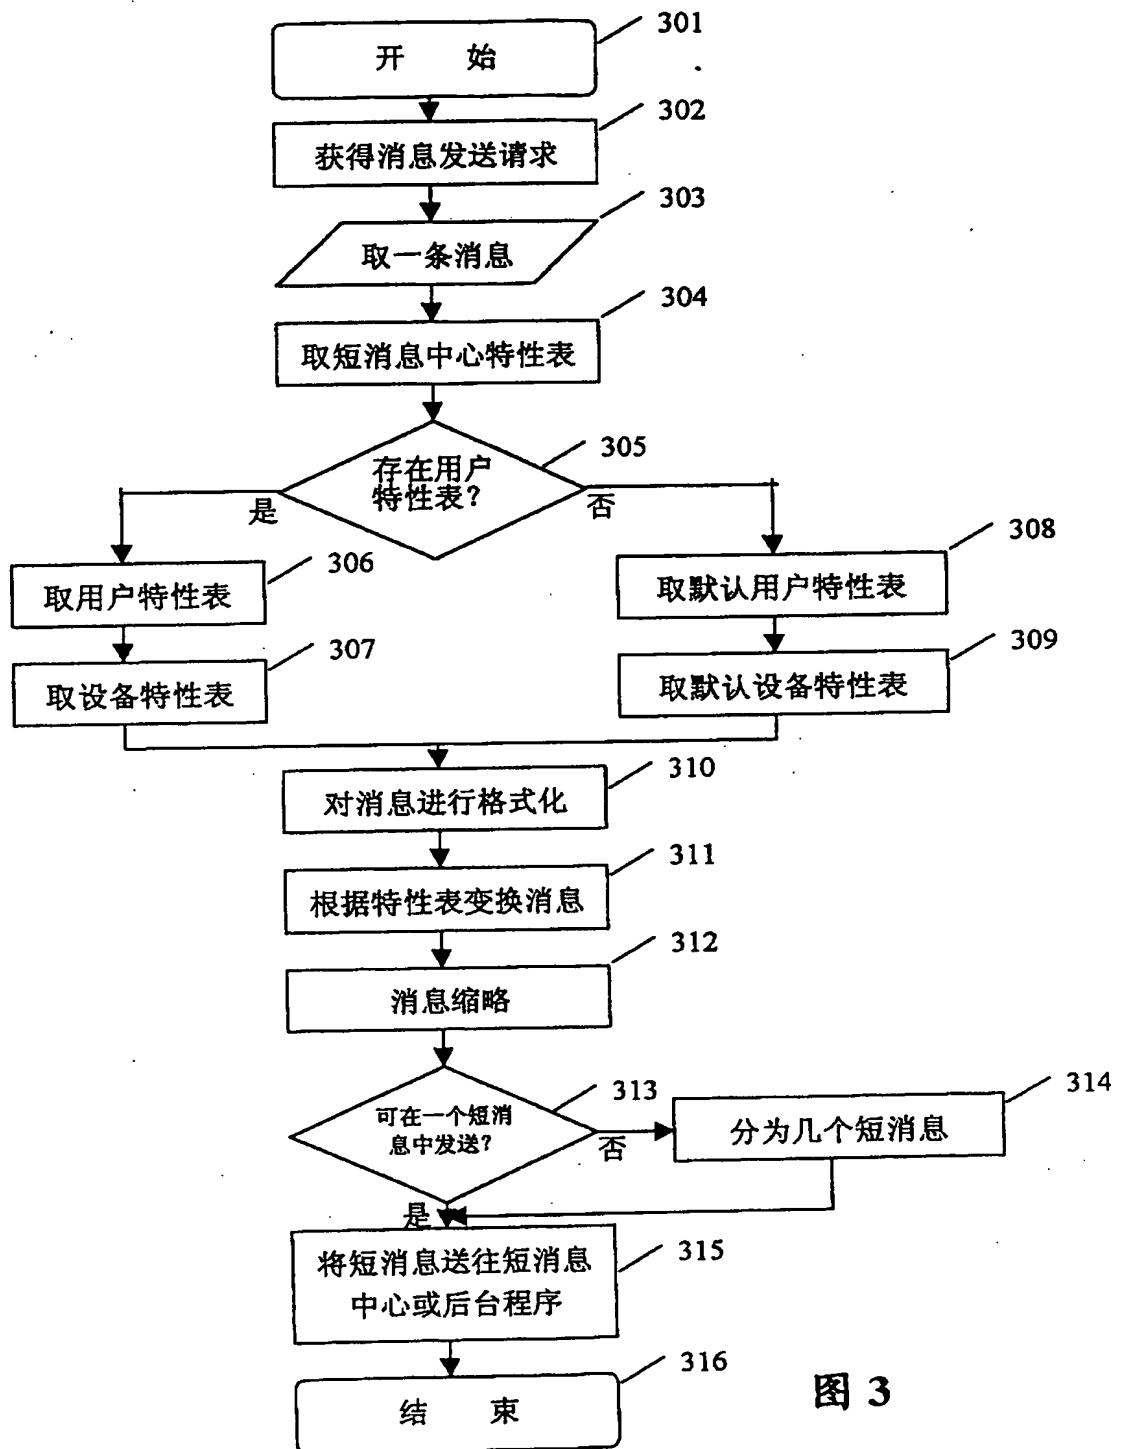 301
开 始
302
获得消息发送请求
303
取一条消息
304
取短消息中心特性表
305
存在用户
特性表?
是
否
306
取用户特性表
308
取默认用户特性表
307
取设备特性表
309
取默认设备特性表
310
对消息进行格式化
311
根据特性表变换消息
312
消息缩略
313
可在一个短消
息中发送?
否
314
分为几个短消息
是
315
将短消息送往短消息
中心或后台程序
316
结 束
图 3